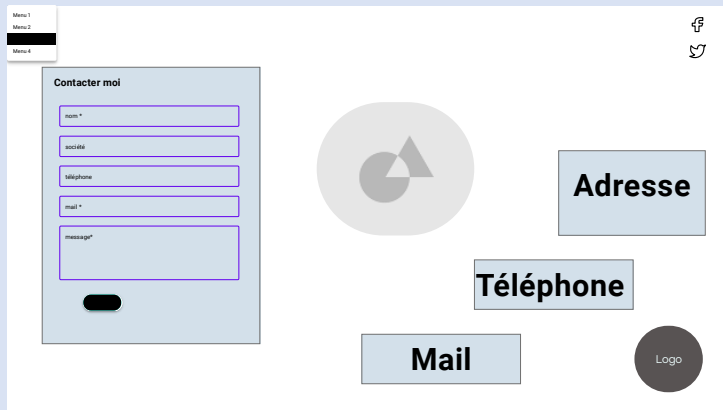 Menu 1
Menu 2
Menu 4
Contacter moi
nom *
société
téléphone
mail *
message*
Adresse
Téléphone
Mail
Logo